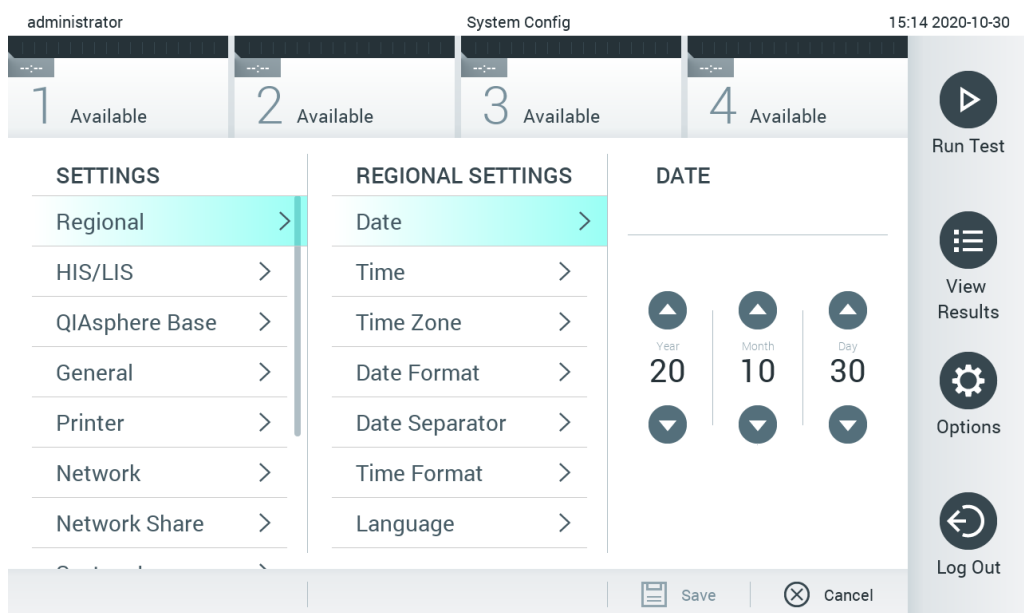 administrator
System Config
15:14 2020-10-30
--:--
1 Available
--:--
2 Available
--:--
3 Available
--:--
4 Available
SETTINGS
Regional
HIS/LIS
QIAsphere Base
General
Printer
Network
Network Share
REGIONAL SETTINGS
Date
Time
Time Zone
Date Format
Date Separator
Time Format
Language
DATE
Year
20
Month
10
Day
30
Save
Cancel
Run Test
View
Results
Options
Log Out